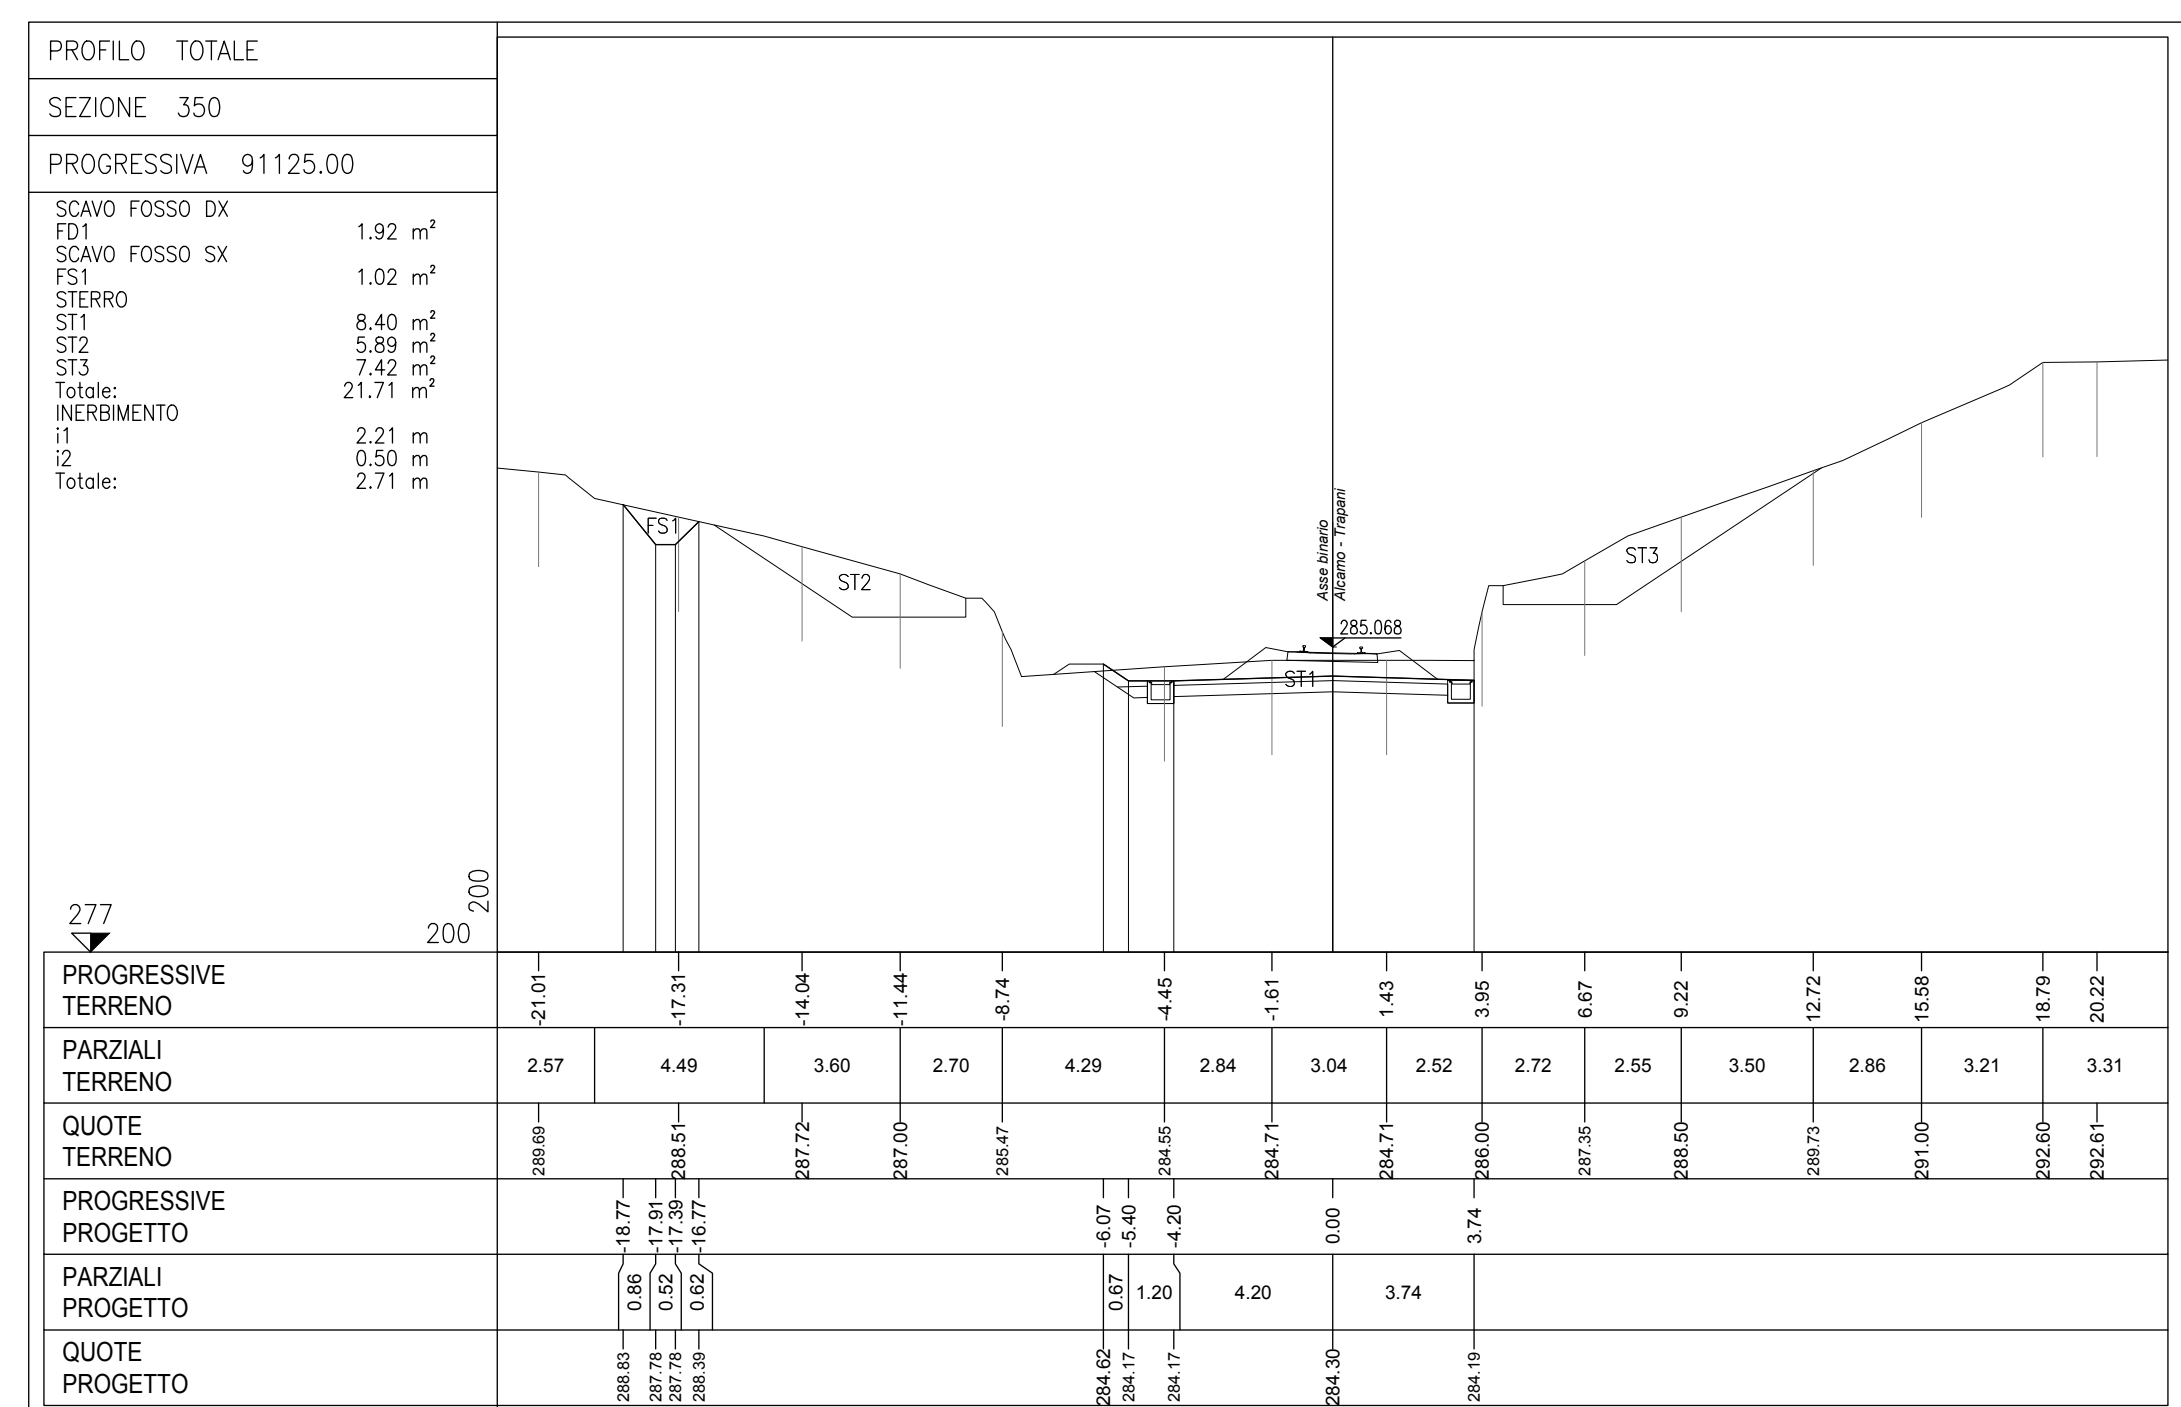 PROFILO TOTALE
SEZIONE 350
PROGRESSIVA 91125.00
SCAVO FOSSO DX
FD1 1.92 m²
SCAVO FOSSO SX
FS1 1.02 m²
STERRO
ST1 8.40 m²
ST2 5.89 m²
ST3 7.42 m²
Totale: 21.71 m²
INERBIMENTO
i1 2.21 m
i2 0.50 m
Totale: 2.71 m
FS1
ST2
ST3
Asse binario
Alcamo - Trapani
285.068
ST1
200
277
200
PROGRESSIVE
TERRENO
-21.01 -17.31 -14.04 -11.44 -8.74 -4.45 -1.61 1.43 3.95 6.67 9.22 12.72 15.58 18.79 20.22
PARZIALI
TERRENO
2.57 4.49 3.60 2.70 4.29 2.84 3.04 2.52 2.72 2.55 3.50 2.86 3.21 3.31
QUOTE
TERRENO
289.69 288.51 287.72 287.00 285.47 284.55 284.71 284.71 286.00 287.35 288.50 289.73 291.00 292.60 292.61
PROGRESSIVE
PROGETTO
-18.77 -17.91 -17.39 -16.77 -6.07 -5.40 -4.20 0.00 3.74
PARZIALI
PROGETTO
0.86 0.52 0.62 0.67 1.20 4.20 3.74
QUOTE
PROGETTO
288.83 287.78 287.78 288.39 284.62 284.17 284.17 284.30 284.19